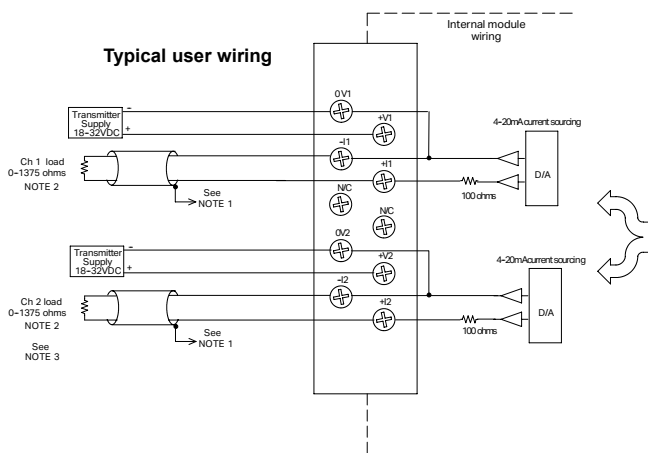 Internal module
wiring
Typical user wiring
0V1
Transmitter
Supply
18-32VDC
-
+
+V1
4-20mA current sourcing
-I1
Ch 1 load
0-1375 ohms
NOTE 2
+I1
D/A
See
NOTE 1
N/C
100 ohms
N/C
0V2
Transmitter
Supply
18-32VDC
-
+
+V2
4-20mA current sourcing
-I2
Ch 2 load
0-1375 ohms
NOTE 2
+I2
D/A
See
NOTE 1
100 ohms
See
NOTE 3